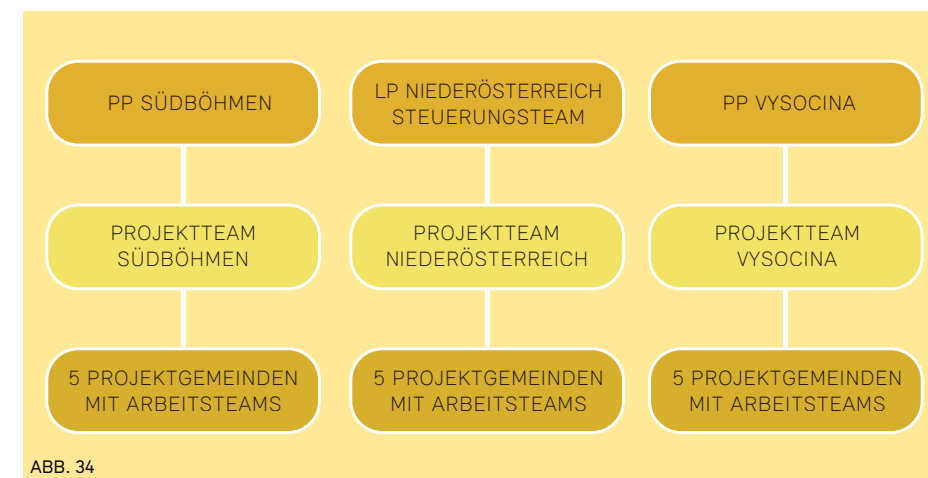 PP SÜDBÖHMEN
LP NIEDERÖSTERREICH
STEUERUNGSTEAM
PP VYSOCINA
PROJEKTTEAM
SÜDBÖHMEN
PROJEKTTEAM
NIEDERÖSTERREICH
PROJEKTTEAM
VYSOCINA
5 PROJEKTGEMEINDEN
MIT ARBEITSTEAMS
5 PROJEKTGEMEINDEN
MIT ARBEITSTEAMS
5 PROJEKTGEMEINDEN
MIT ARBEITSTEAMS
ABB. 34